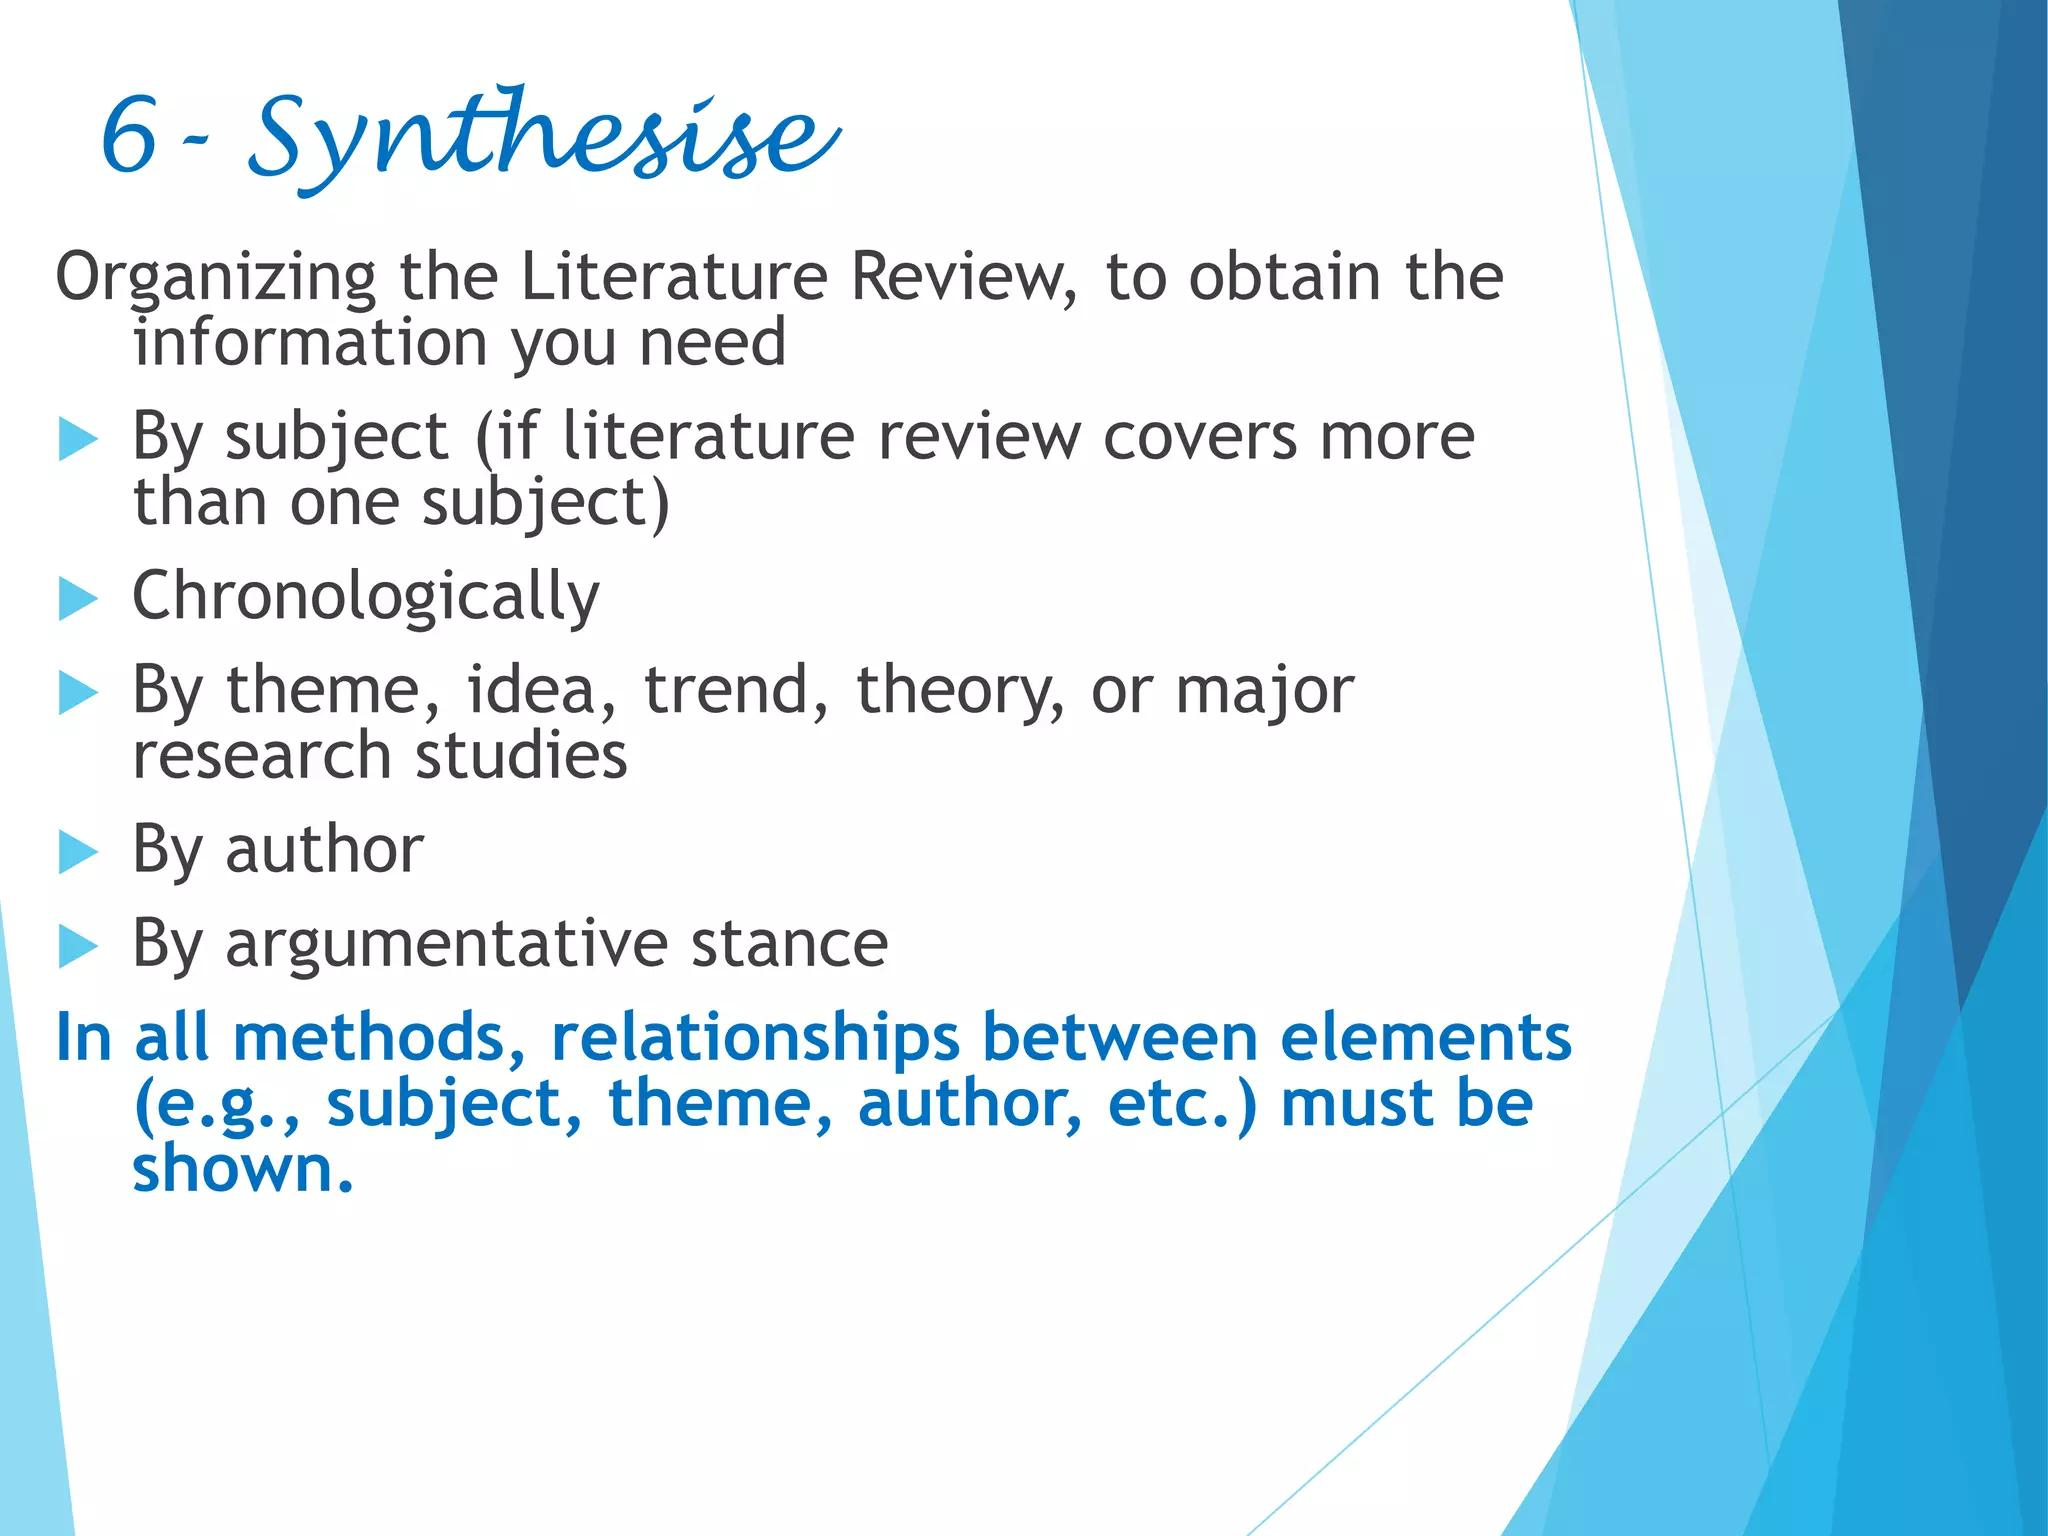 6- Synthesise
Organizing the Literature Review, to obtain the
information you need
By subject (if literature review covers more
than one subject)
Chronologically
By theme, idea, trend, theory, or major
research studies
By author
By argumentative stance
In all methods, relationships between elements
(e.g., subject, theme, author, etc.) must be
shown.